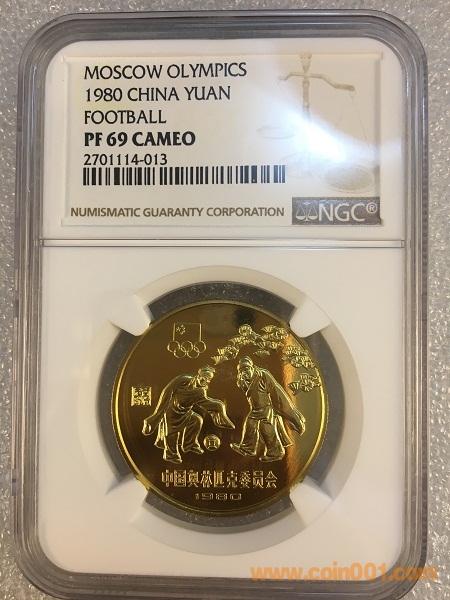 MOSCOW OLYMPICS
1980 CHINA YUAN
FOOTBALL
PF 69 CAMEO
2701114-013
NUMISMATIC GUARANTY CORPORATION
NGC®
中国奥林匹克委员会
1980
www.coin001.com